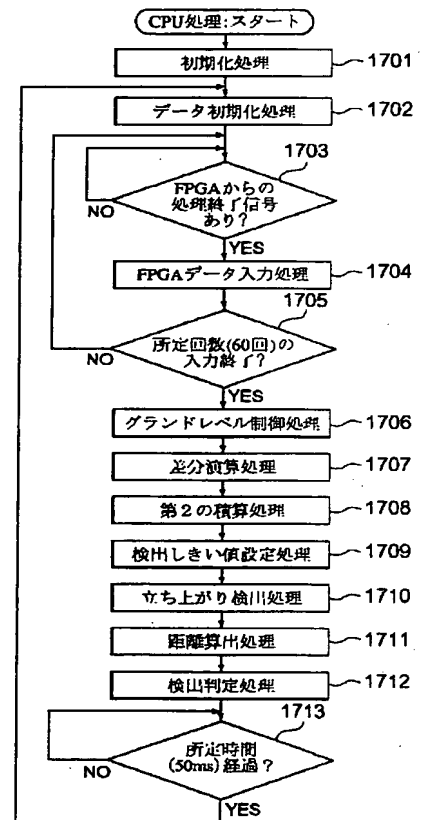 CPU処理:スタート
初期化処理
1701
データ初期化処理
1702
1703
FPGAからの
処理終了信号
あり?
NO
YES
FPGAデータ入力処理
1704
1705
所定回数(60回)の
入力終了?
NO
YES
グランドレベル制御処理
1706
差分演算処理
1707
第2の積算処理
1708
検出しきい値設定処理
1709
立ち上がり検出処理
1710
距離算出処理
1711
検出判定処理
1712
1713
所定時間
(50ms)経過?
NO
YES